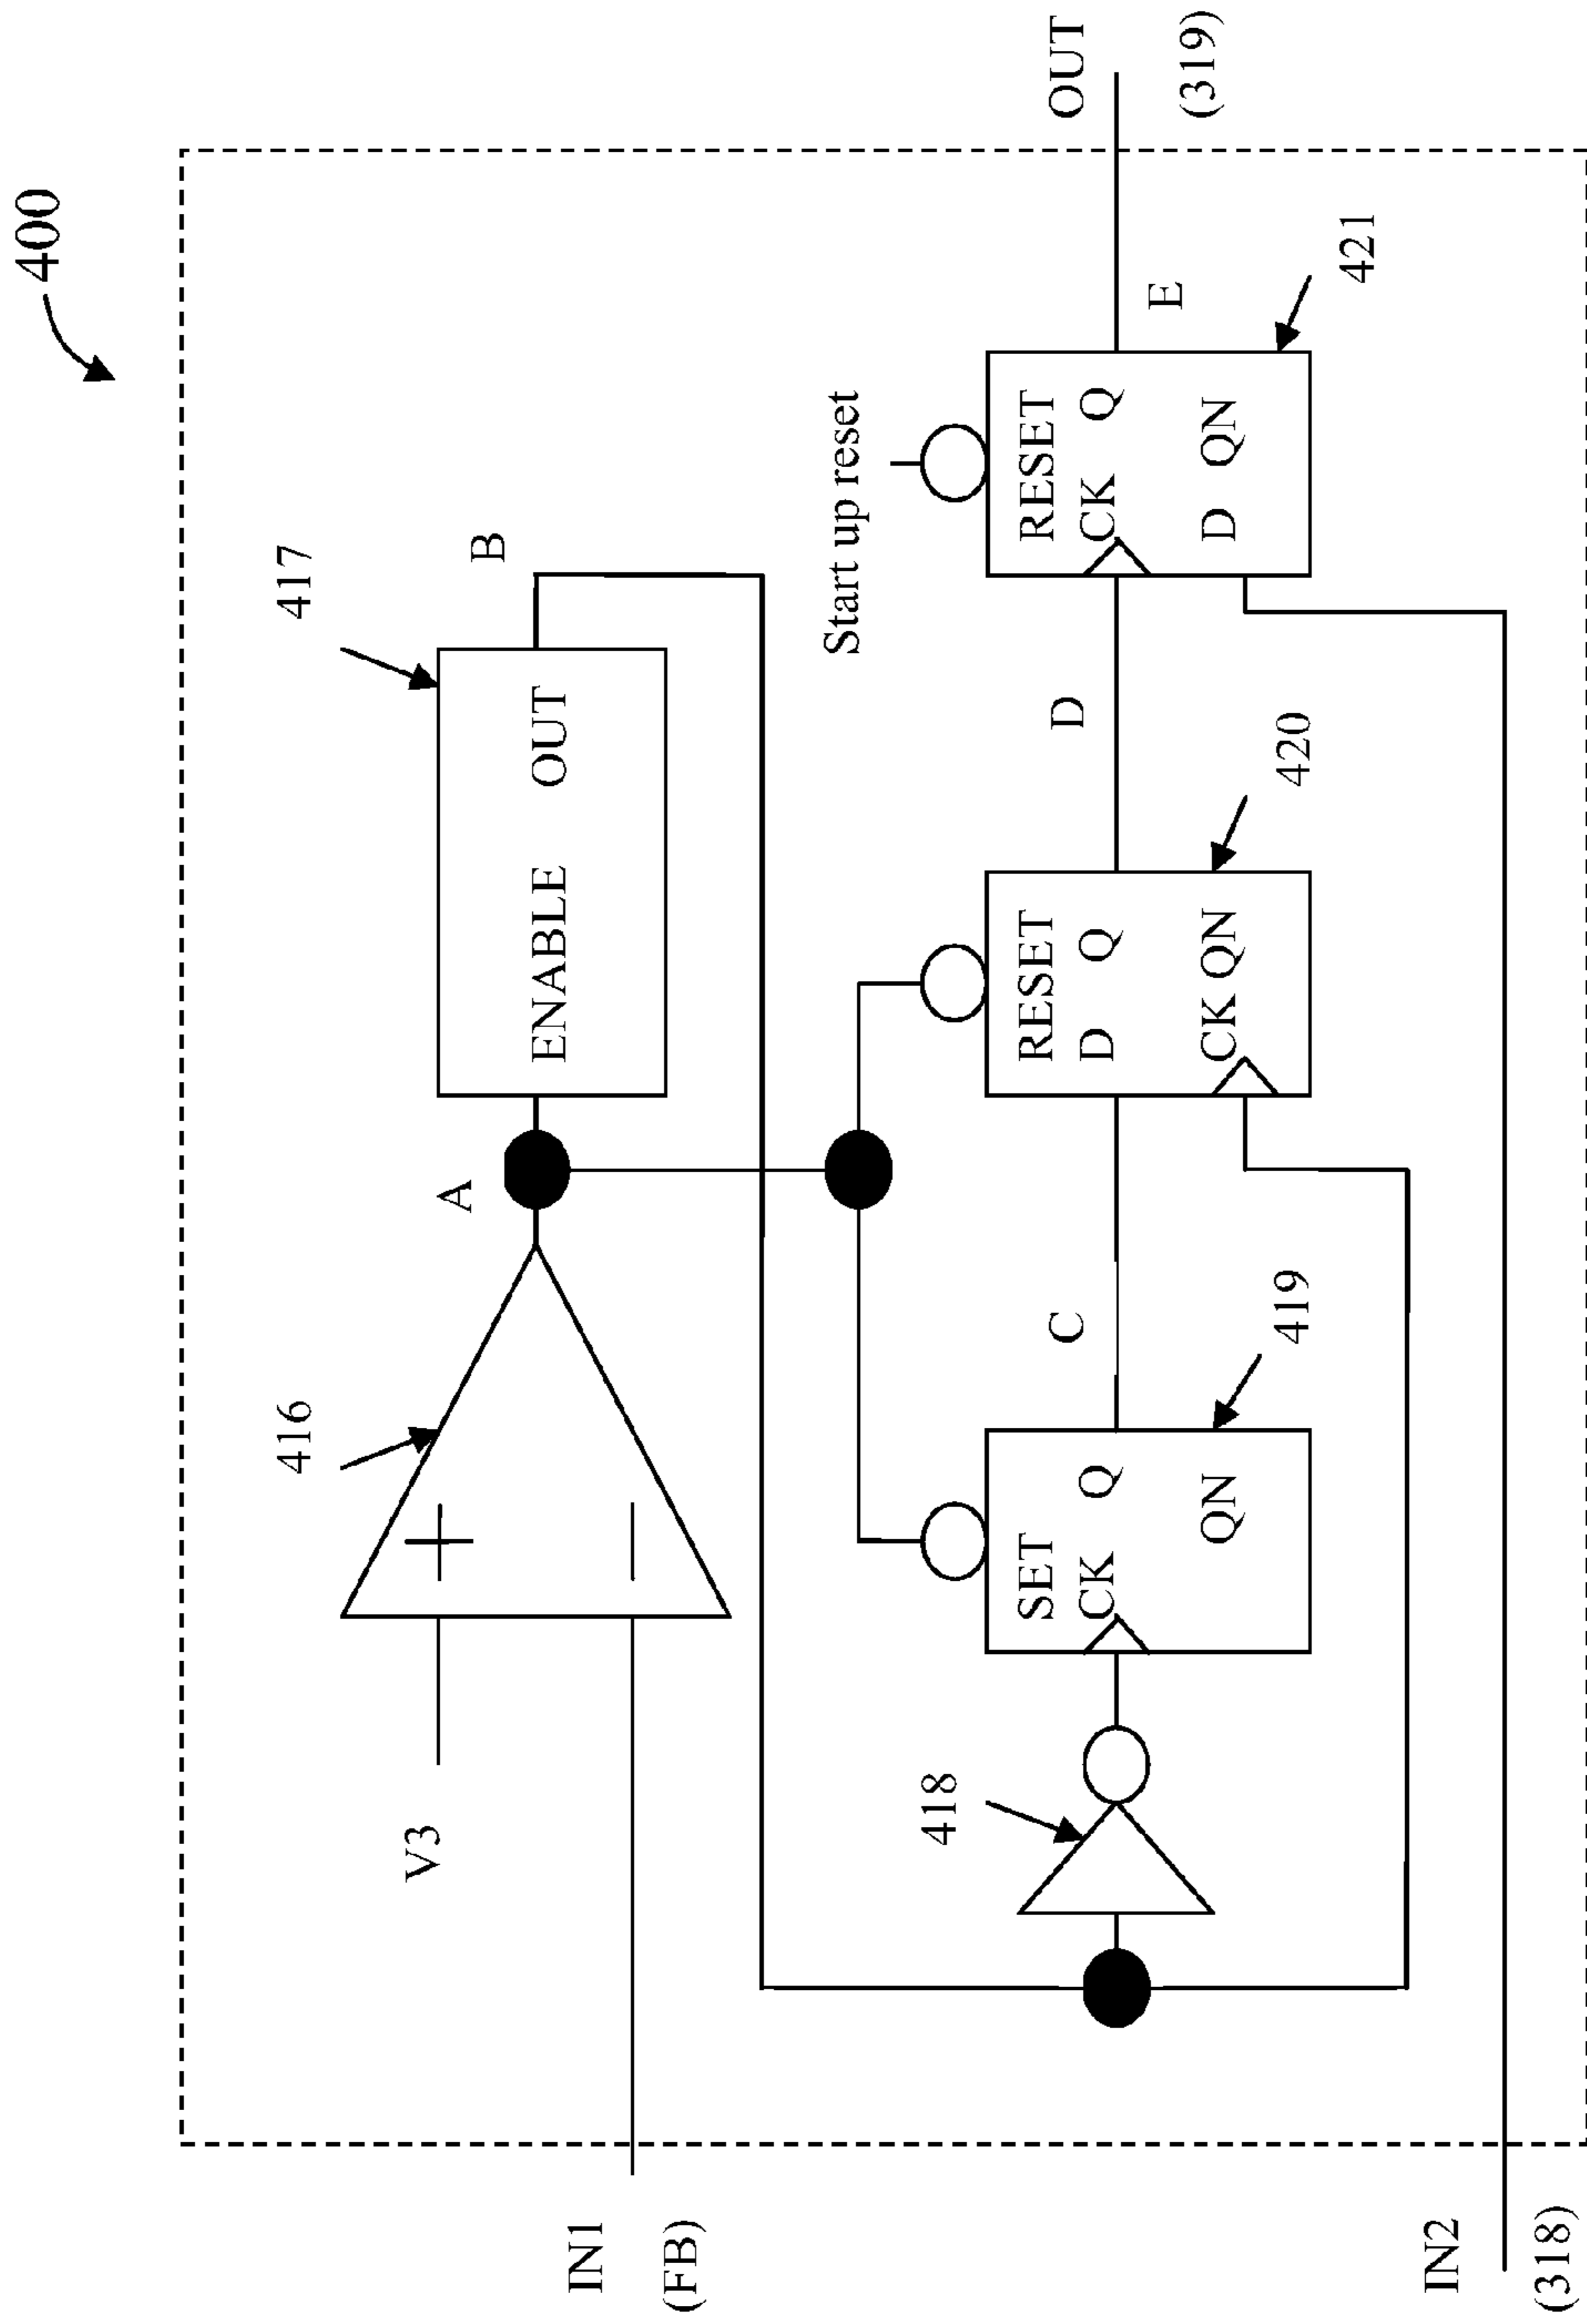 400
417
416
B
A
ENABLE OUT
V3
+
−
IN1
(FB)
Start up reset
418
SET
CK Q
QN
C
419
RESET
D Q
CK QN
D
420
RESET
CK Q
D QN
E
421
OUT
(319)
IN2
(318)